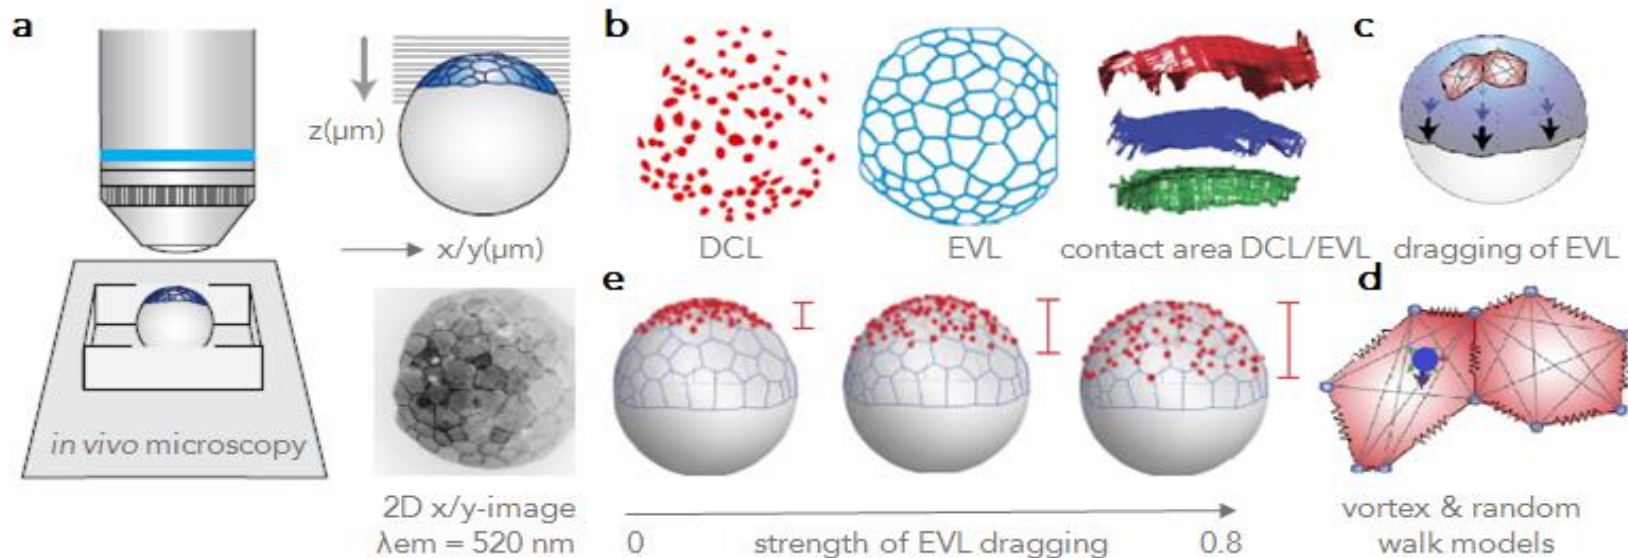 a
z(µm)
x/y(µm)
in vivo microscopy
2D x/y-image
λem = 520 nm
b
DCL
EVL
contact area DCL/EVL
c
dragging of EVL
e
0
strength of EVL dragging
0.8
d
vortex & random
walk models